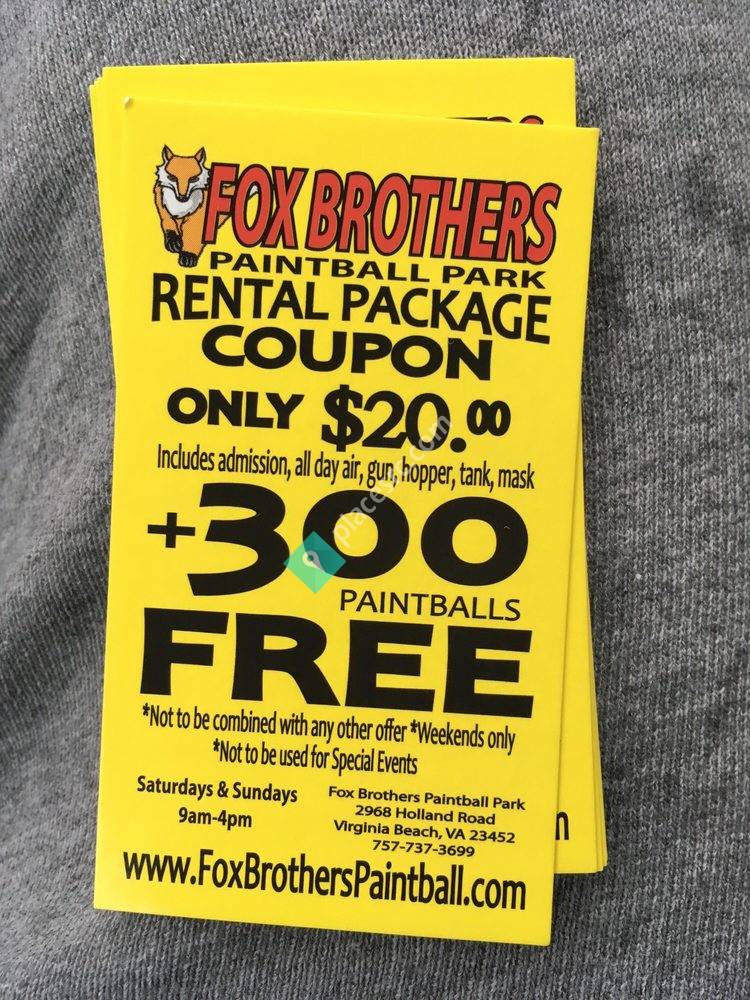 FOX BROTHERS
PAINTBALL PARK
RENTAL PACKAGE
COUPON
ONLY $20.00
Includes admission, all day air, gun, hopper, tank, mask
+300
PAINTBALLS
FREE
*Not to be combined with any other offer *Weekends only
*Not to be used for Special Events
Saturdays & Sundays
9am-4pm
Fox Brothers Paintball Park
2968 Holland Road
Virginia Beach, VA 23452
757-737-3699
www.FoxBrothersPaintball.com